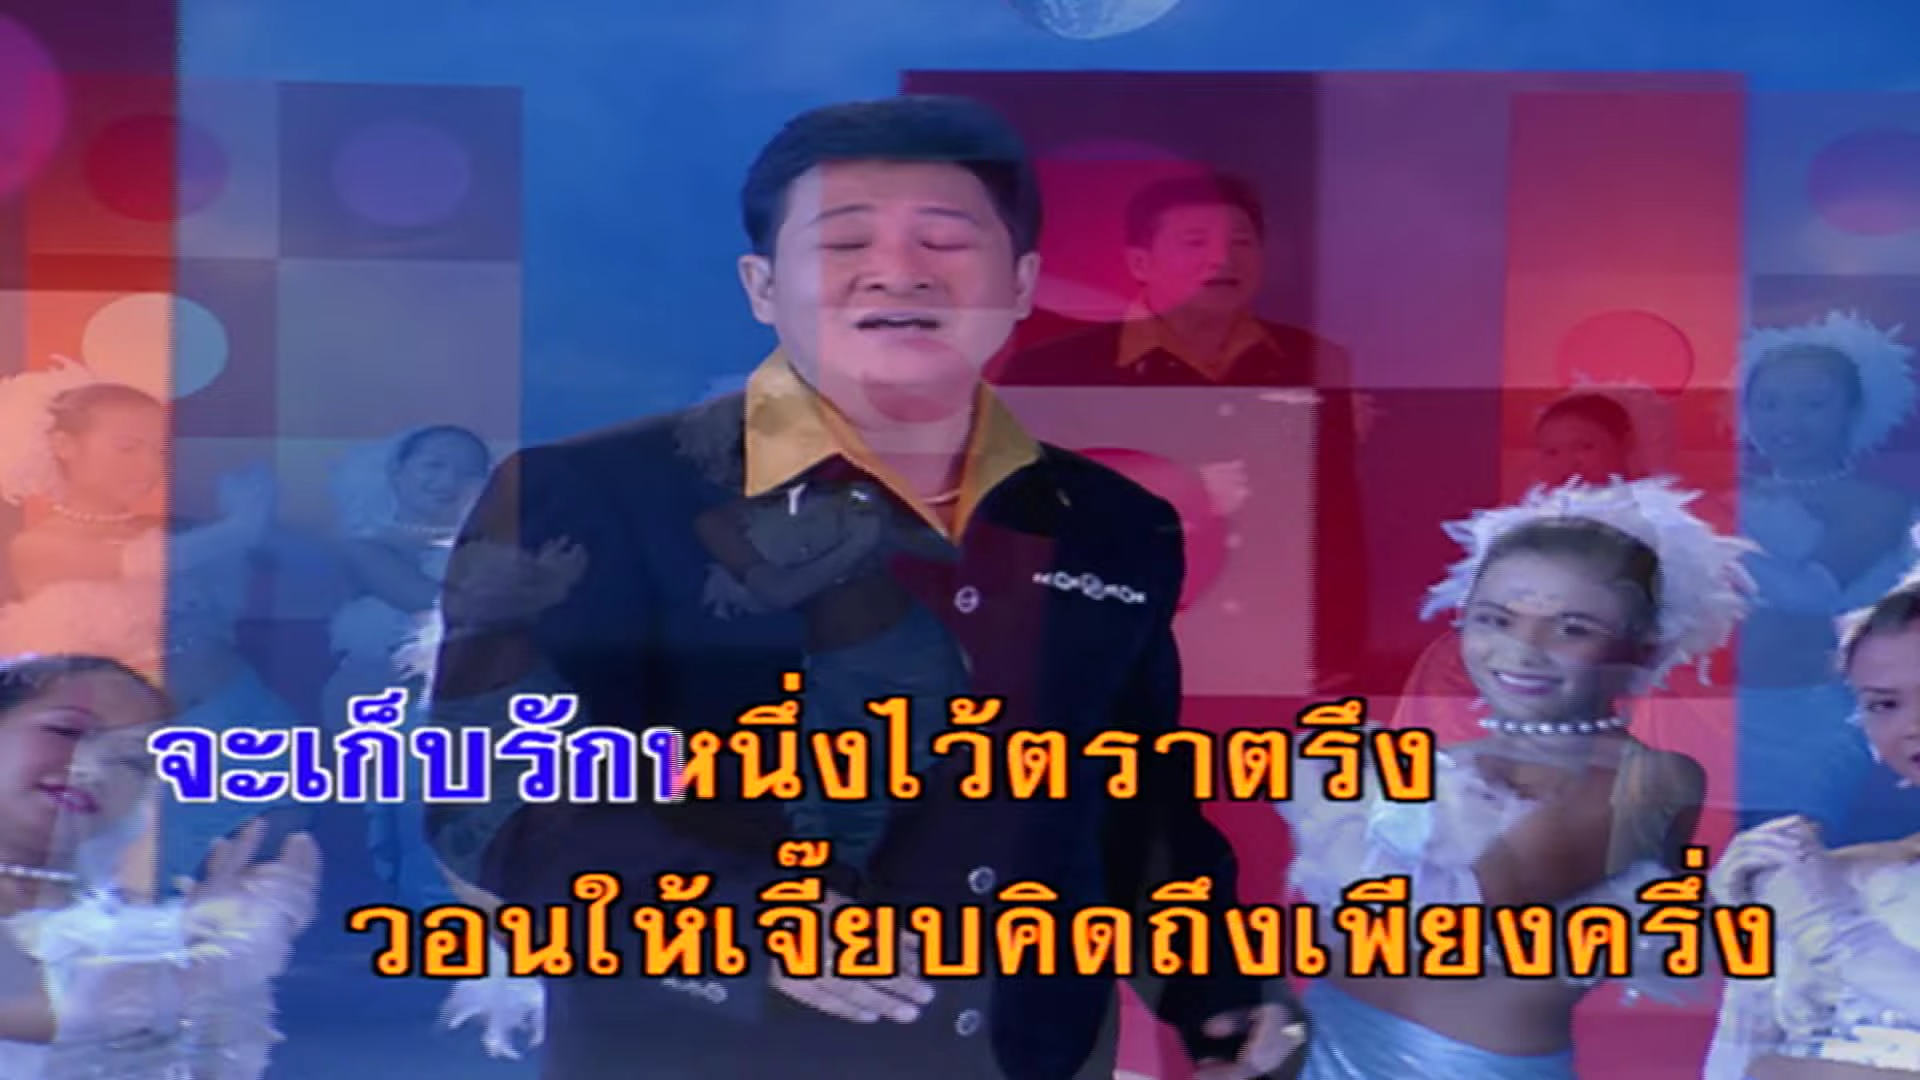 จะเก็บรักหนึ่งไว้ตราตรึง
วอนให้เจี๊ยบคิดถึงเพียงครึ่ง